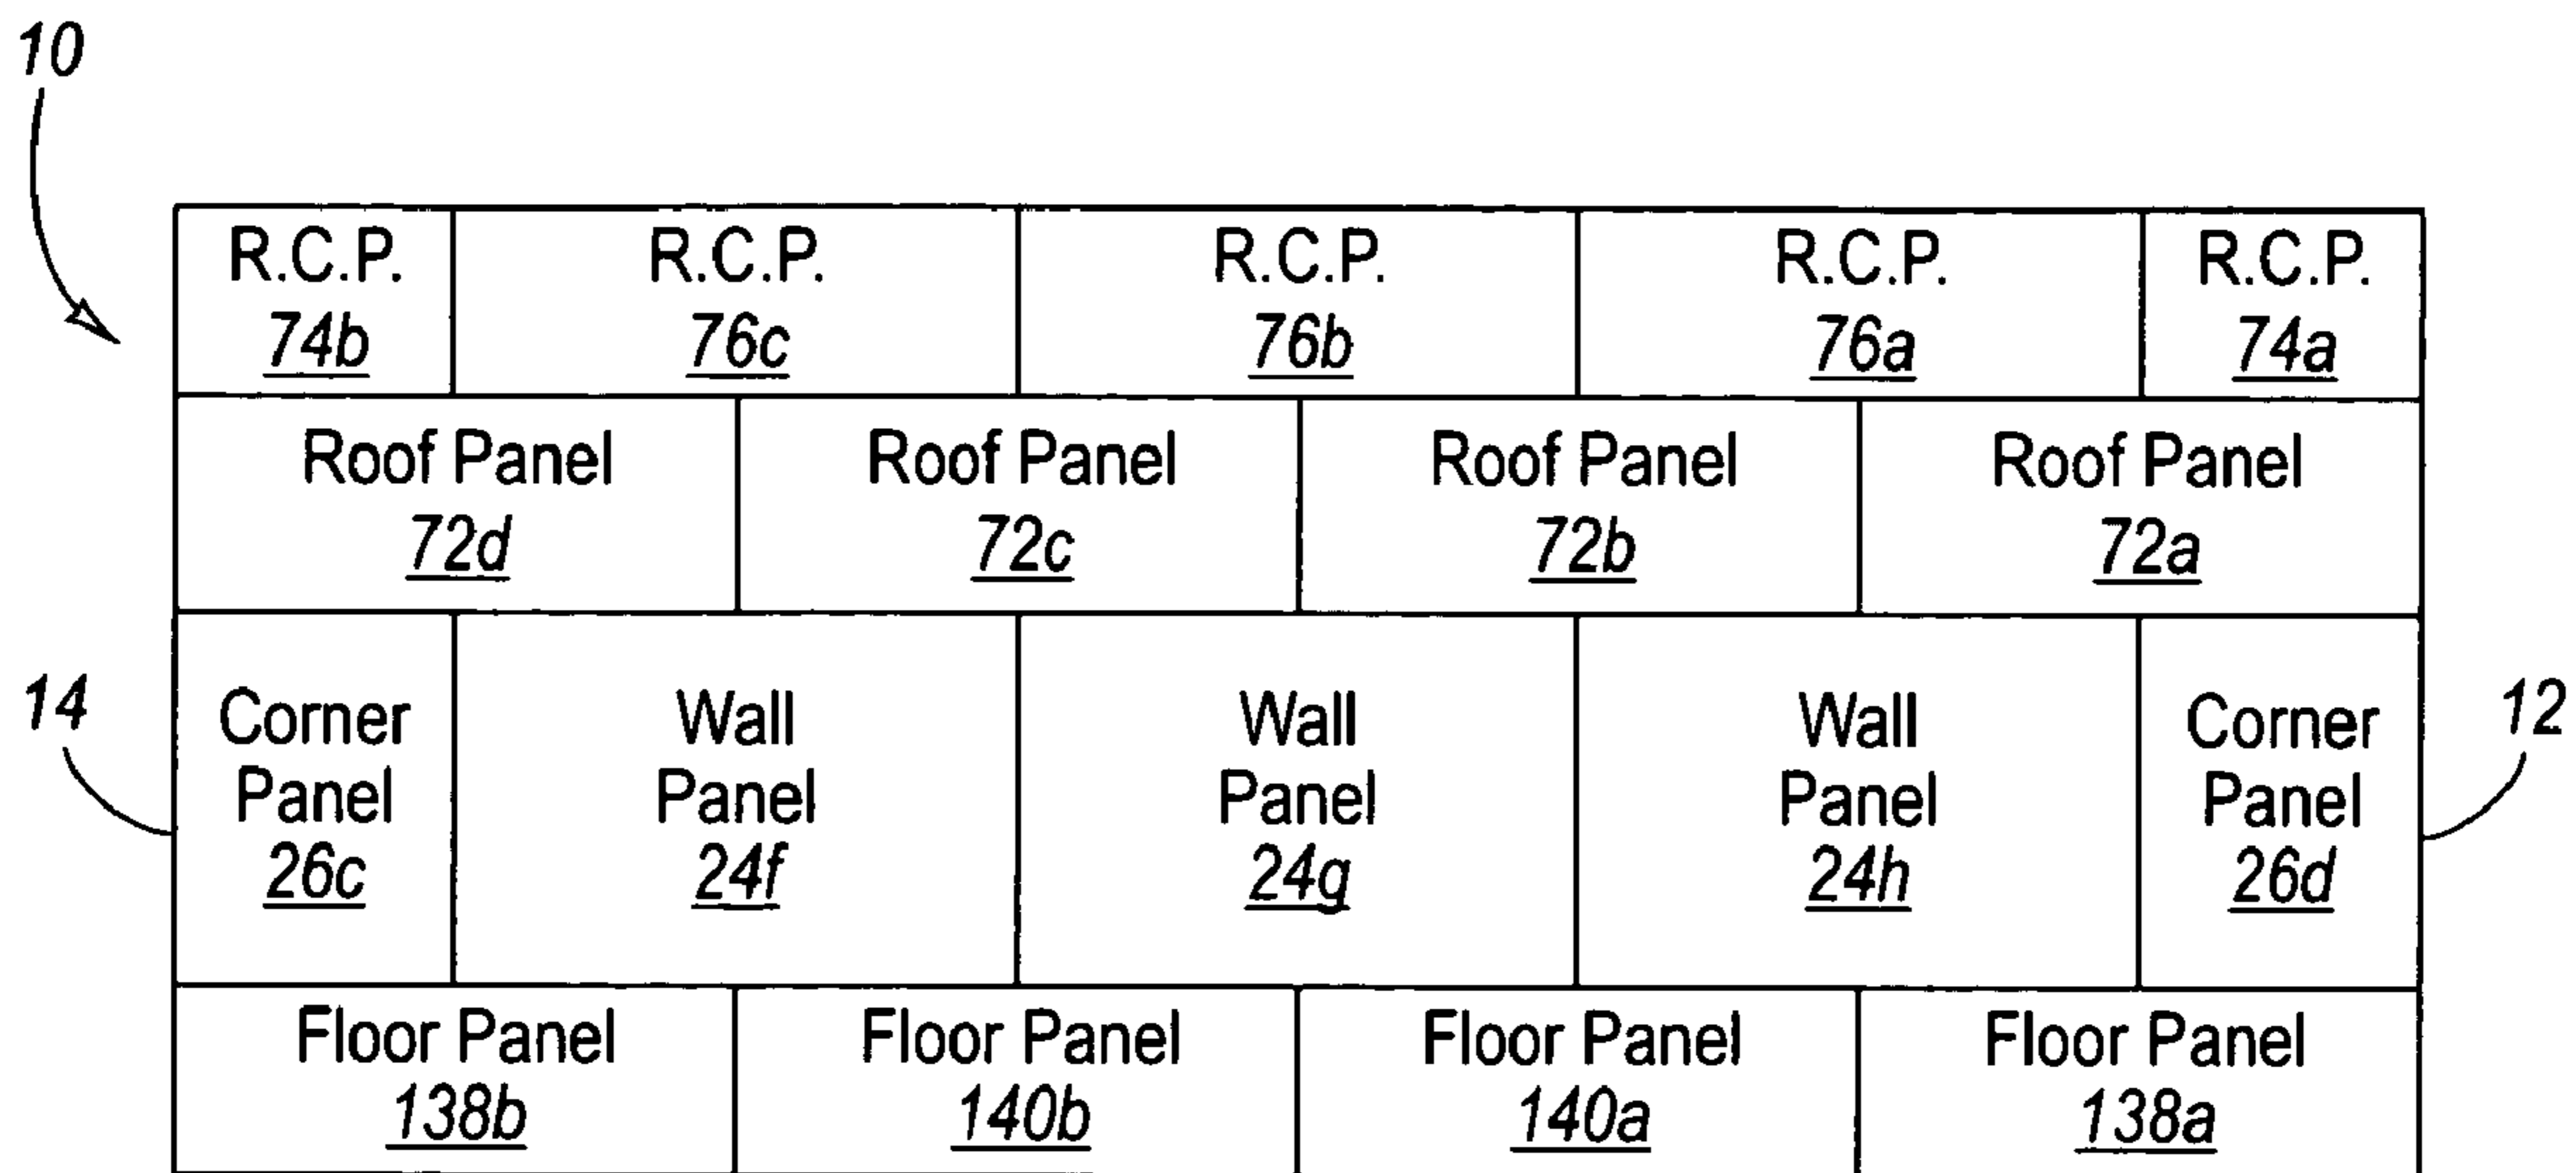 10
R.C.P. R.C.P. R.C.P. R.C.P. R.C.P.
74b 76c 76b 76a 74a
Roof Panel Roof Panel Roof Panel Roof Panel
72d 72c 72b 72a
14
Corner Wall Wall Wall Corner
Panel Panel Panel Panel Panel
26c 24f 24g 24h 26d
12
Floor Panel Floor Panel Floor Panel Floor Panel
138b 140b 140a 138a